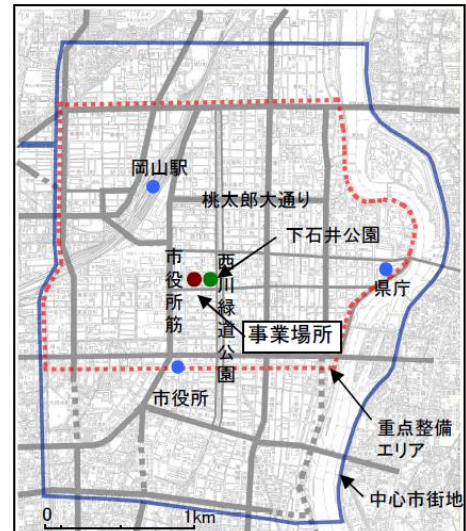 岡山駅
桃太郎大通り
下石井公園
市役所筋
西川緑道公園
県庁
事業場所
市役所
重点整備
エリア
中心市街地
0
1km